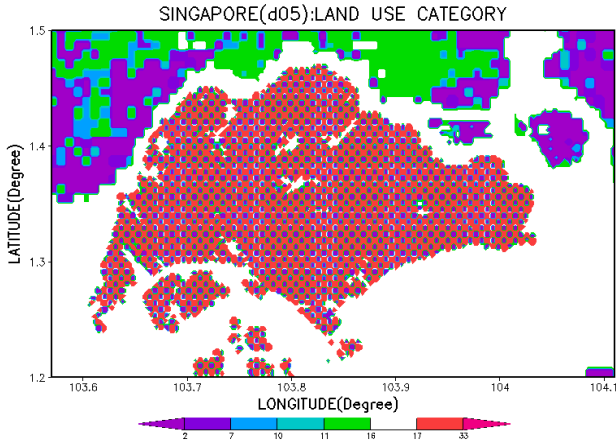 SINGAPORE(d05):LAND USE CATEGORY
1.5
1.4
1.3
1.2
LATITUDE(Degree)
103.6 103.7 103.8 103.9 104 104.1
LONGITUDE(Degree)
2 7 10 11 16 17 33